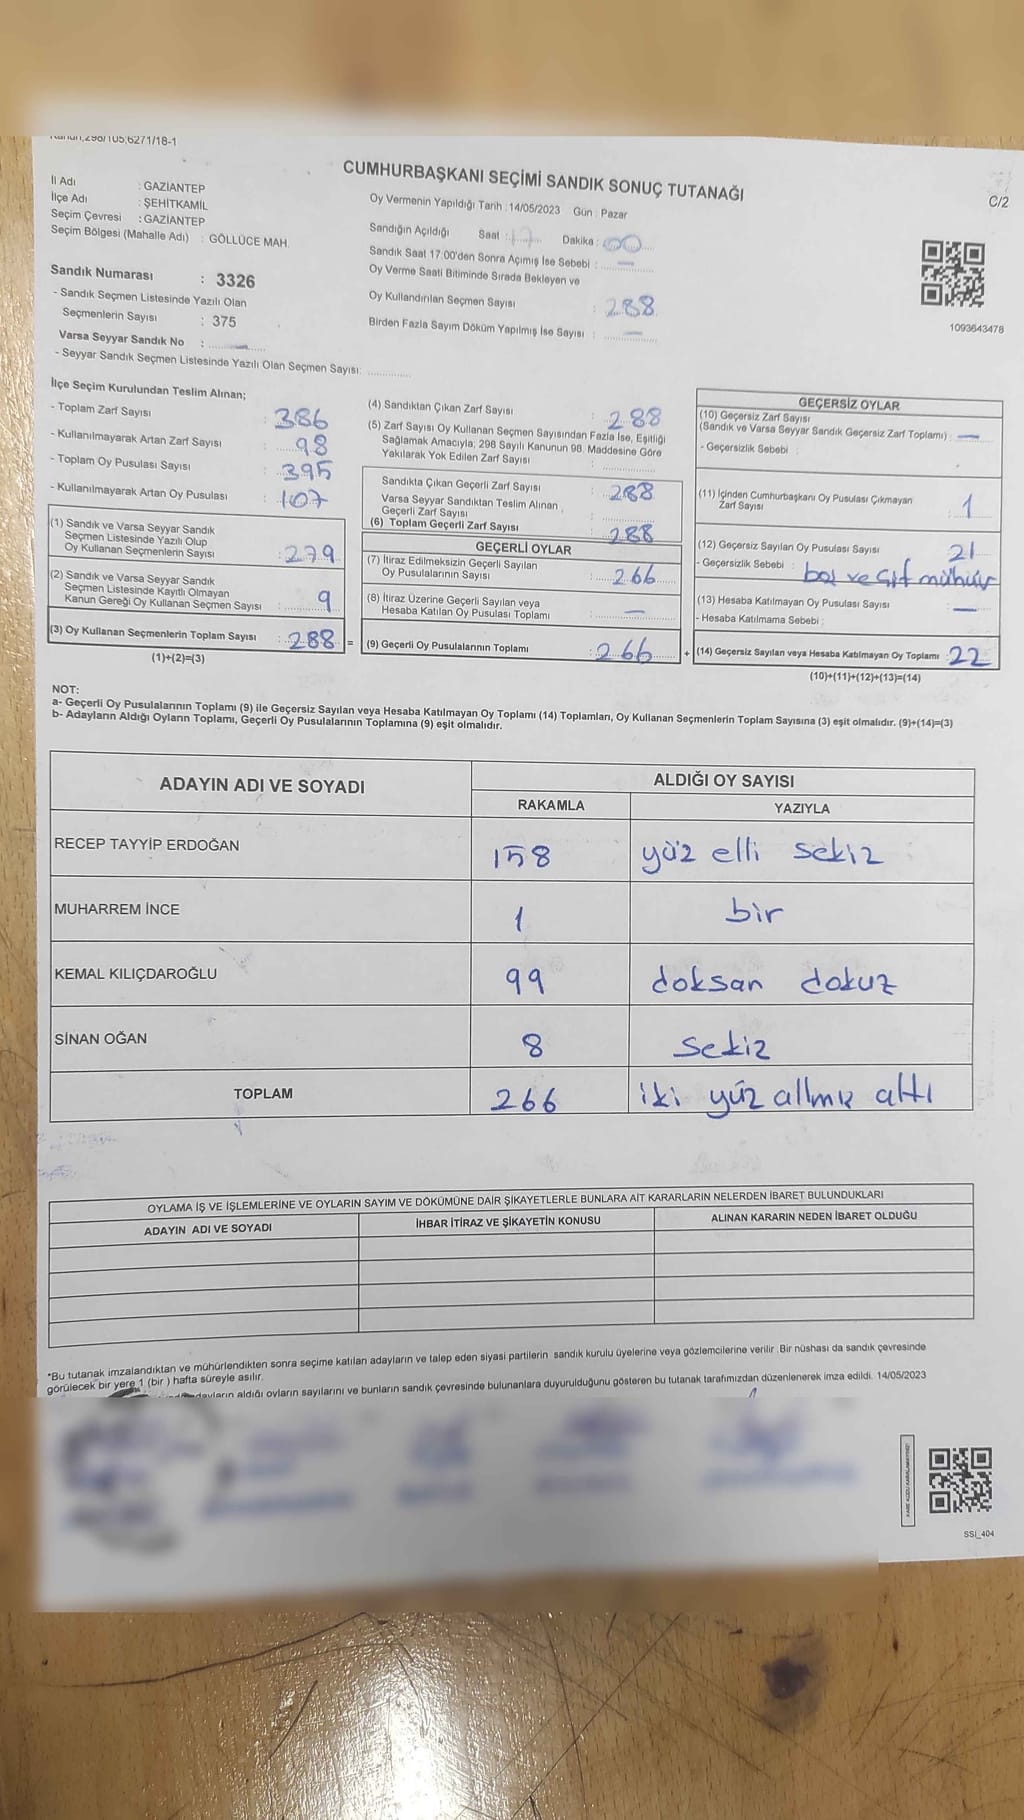 Kanun;298/105;6271/18-1
CUMHURBAŞKANI SEÇİMİ SANDIK SONUÇ TUTANAĞI
C/2
İl Adı : GAZİANTEP
İlçe Adı : ŞEHİTKAMİL
Seçim Çevresi : GAZİANTEP
Seçim Bölgesi (Mahalle Adı) : GÖLLÜCE MAH.
Sandık Numarası : 3326
- Sandık Seçmen Listesinde Yazılı Olan
Seçmenlerin Sayısı : 375
Varsa Seyyar Sandık No : —
- Seyyar Sandık Seçmen Listesinde Yazılı Olan Seçmen Sayısı:
Oy Vermenin Yapıldığı Tarih : 14/05/2023 Gün : Pazar
Sandığın Açıldığı Saat : 17 Dakika : 00
Sandık Saat 17:00'den Sonra Açımış İse Sebebi : —
Oy Verme Saati Bitiminde Sırada Bekleyen ve
Oy Kullandırılan Seçmen Sayısı : 288
Birden Fazla Sayım Döküm Yapılmış İse Sayısı : —
1093643478
İlçe Seçim Kurulundan Teslim Alınan;
- Toplam Zarf Sayısı : 386
- Kullanılmayarak Artan Zarf Sayısı : 98
- Toplam Oy Pusulası Sayısı : 395
- Kullanılmayarak Artan Oy Pusulası : 107
(1) Sandık ve Varsa Seyyar Sandık
Seçmen Listesinde Yazılı Olup
Oy Kullanan Seçmenlerin Sayısı : 279
(2) Sandık ve Varsa Seyyar Sandık
Seçmen Listesinde Kayıtlı Olmayan
Kanun Gereği Oy Kullanan Seçmen Sayısı : 9
(3) Oy Kullanan Seçmenlerin Toplam Sayısı : 288 =
(1)+(2)=(3)
(4) Sandıktan Çıkan Zarf Sayısı : 288
(5) Zarf Sayısı Oy Kullanan Seçmen Sayısından Fazla İse, Eşitliği
Sağlamak Amacıyla; 298 Sayılı Kanunun 98. Maddesine Göre
Yakılarak Yok Edilen Zarf Sayısı :
Sandıkta Çıkan Geçerli Zarf Sayısı : 288
Varsa Seyyar Sandıktan Teslim Alınan
Geçerli Zarf Sayısı :
(6) Toplam Geçerli Zarf Sayısı : 288
GEÇERLİ OYLAR
(7) İtiraz Edilmeksizin Geçerli Sayılan
Oy Pusulalarının Sayısı : 266
(8) İtiraz Üzerine Geçerli Sayılan veya
Hesaba Katılan Oy Pusulası Toplamı : —
(9) Geçerli Oy Pusulalarının Toplamı : 266 +
GEÇERSİZ OYLAR
(10) Geçersiz Zarf Sayısı
(Sandık ve Varsa Seyyar Sandık Geçersiz Zarf Toplamı) : —
- Geçersizlik Sebebi :
(11) İçinden Cumhurbaşkanı Oy Pusulası Çıkmayan
Zarf Sayısı : 1
(12) Geçersiz Sayılan Oy Pusulası Sayısı : 21
- Geçersizlik Sebebi : boş ve çift mühür
(13) Hesaba Katılmayan Oy Pusulası Sayısı : —
- Hesaba Katılmama Sebebi :
(14) Geçersiz Sayılan veya Hesaba Katılmayan Oy Toplamı : 22
(10)+(11)+(12)+(13)=(14)
NOT:
a- Geçerli Oy Pusulalarının Toplamı (9) ile Geçersiz Sayılan veya Hesaba Katılmayan Oy Toplamı (14) Toplamları, Oy Kullanan Seçmenlerin Toplam Sayısına (3) eşit olmalıdır. (9)+(14)=(3)
b- Adayların Aldığı Oyların Toplamı, Geçerli Oy Pusulalarının Toplamına (9) eşit olmalıdır.
ADAYIN ADI VE SOYADI ALDIĞI OY SAYISI
RAKAMLA YAZIYLA
RECEP TAYYİP ERDOĞAN 158 yüz elli sekiz
MUHARREM İNCE 1 bir
KEMAL KILIÇDAROĞLU 99 doksan dokuz
SİNAN OĞAN 8 sekiz
TOPLAM 266 iki yüz altmış altı
OYLAMA İŞ VE İŞLEMLERİNE VE OYLARIN SAYIM VE DÖKÜMÜNE DAİR ŞİKAYETLERLE BUNLARA AİT KARARLARIN NELERDEN İBARET BULUNDUKLARI
ADAYIN ADI VE SOYADI İHBAR İTİRAZ VE ŞİKAYETİN KONUSU ALINAN KARARIN NEDEN İBARET OLDUĞU
*Bu tutanak imzalandıktan ve mühürlendikten sonra seçime katılan adayların ve talep eden siyasi partilerin sandık kurulu üyelerine veya gözlemcilerine verilir .Bir nüshası da sandık çevresinde
görülecek bir yere 1 (bir ) hafta süreyle asılır.
adayların aldığı oyların sayılarını ve bunların sandık çevresinde bulunanlara duyurulduğunu gösteren bu tutanak tarafımızdan düzenlenerek imza edildi. 14/05/2023
KARE KODU KARALAMAYINIZ!
SSI_404